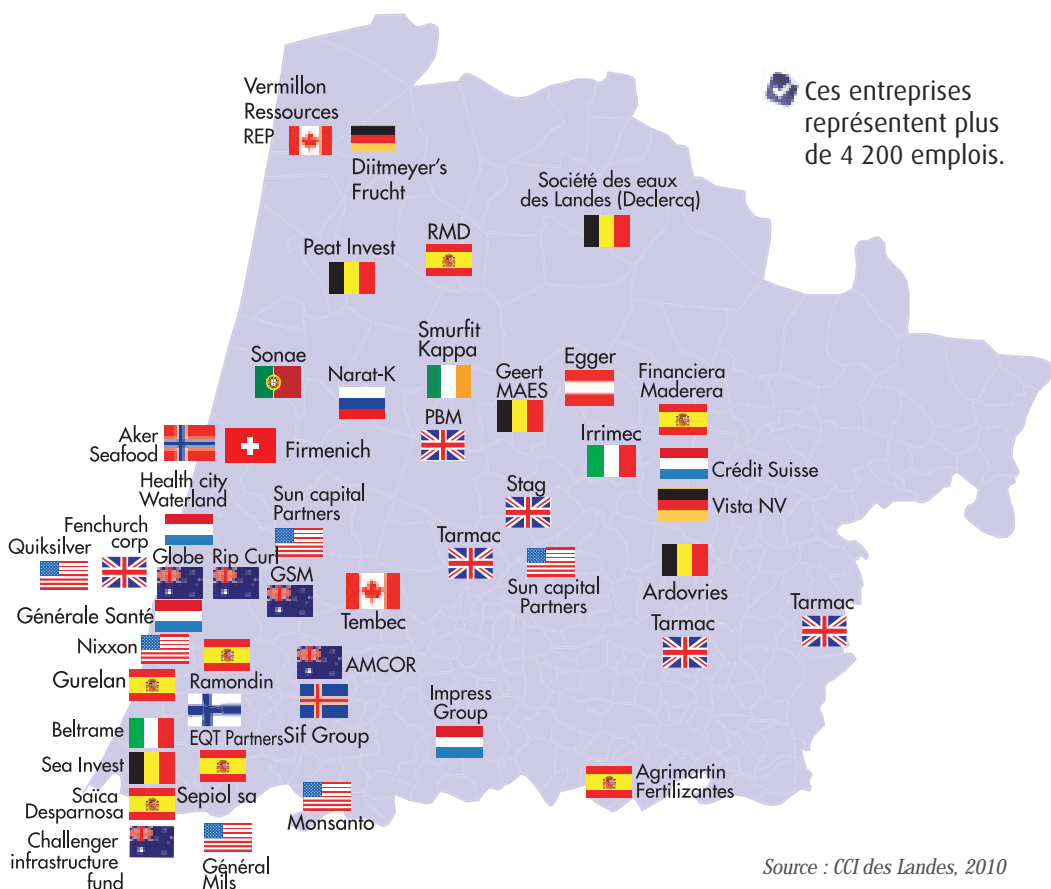 Vermillon
Ressources
REP
Diitmeyer's
Frucht
Ces entreprises
représentent plus
de 4 200 emplois.
Société des eaux
des Landes (Declercq)
Peat Invest
RMD
Sonae
Narat-K
Smurfit
Kappa
Geert
MAES
Egger
Financiera
Maderera
PBM
Aker
Seafood
Firmenich
Irrimec
Crédit Suisse
Health city
Waterland
Sun capital
Partners
Stag
Vista NV
Fenchurch
corp
Quiksilver
Globe
Rip Curl
GSM
Tarmac
Sun capital
Partners
Ardovries
Générale Santé
Tembec
Tarmac
Tarmac
Nixxon
Ramondin
AMCOR
Gurelan
Impress
Group
Beltrame
EQT Partners
Sif Group
Sea Invest
Sepiol sa
Agrimartin
Fertilizantes
Saïca
Desparnosa
Monsanto
Challenger
infrastructure
fund
Général
Mils
Source : CCI des Landes, 2010